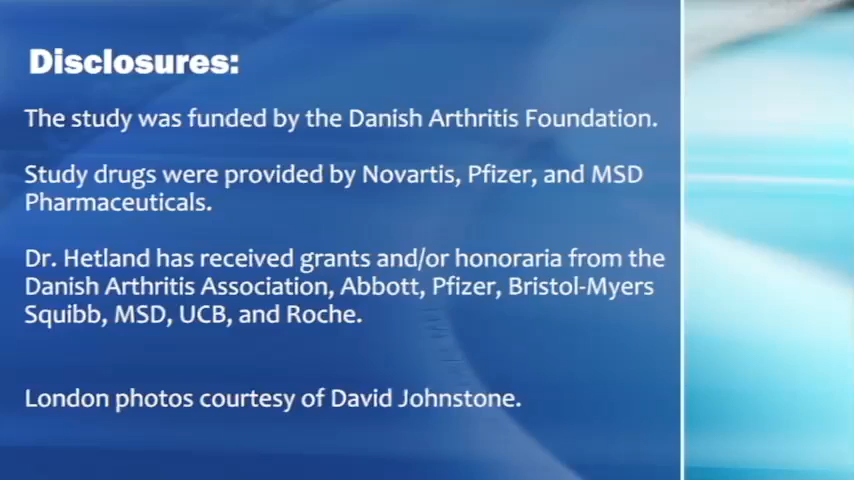 Disclosures:
The study was funded by the Danish Arthritis Foundation.
Study drugs were provided by Novartis, Pfizer, and MSD
Pharmaceuticals.
Dr. Hetland has received grants and/or honoraria from the
Danish Arthritis Association, Abbott, Pfizer, Bristol-Myers
Squibb, MSD, UCB, and Roche.
London photos courtesy of David Johnstone.